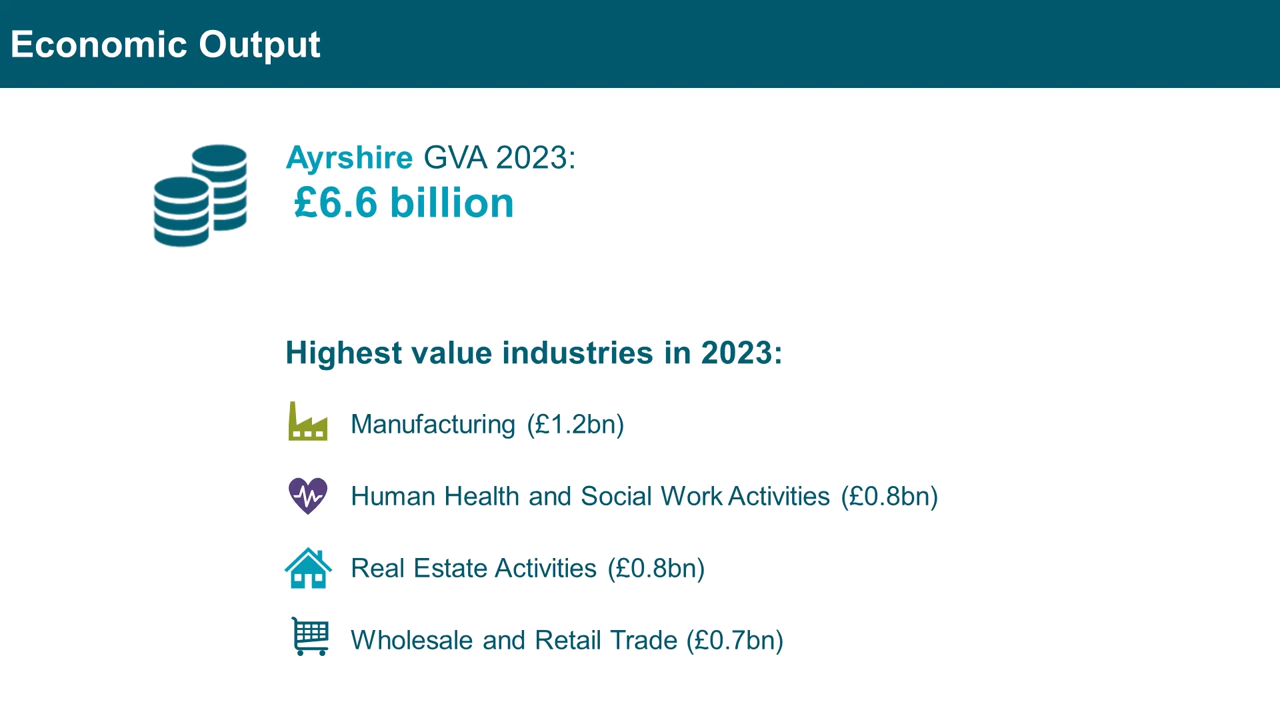 Economic Output
Ayrshire GVA 2023:
£6.6 billion
Highest value industries in 2023:
Manufacturing (£1.2bn)
Human Health and Social Work Activities (£0.8bn)
Real Estate Activities (£0.8bn)
Wholesale and Retail Trade (£0.7bn)